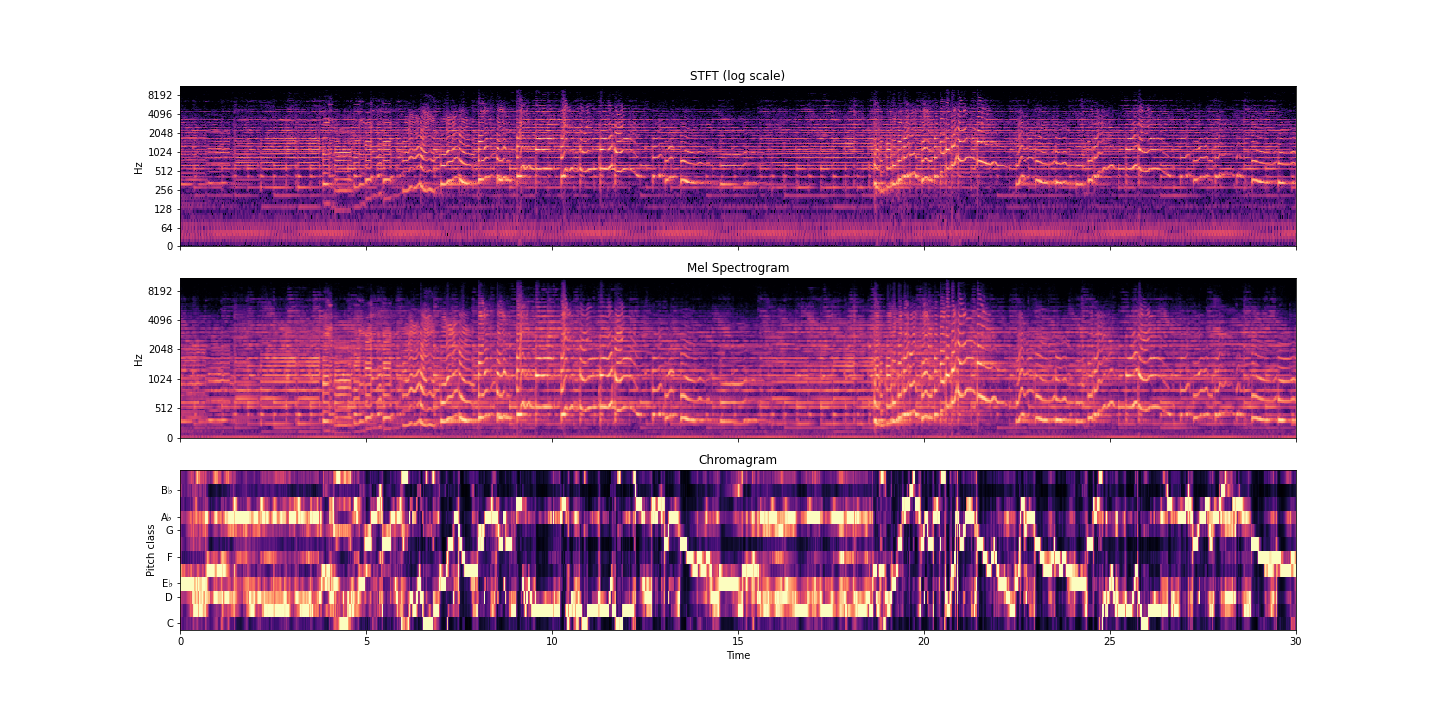 STFT (log scale)
8192
4096
2048
1024
512
256
128
64
0
Hz
Mel Spectrogram
8192
4096
2048
1024
512
0
Hz
Chromagram
B♭
A♭
G
F
E♭
D
C
Pitch class
0 5 10 15 20 25 30
Time